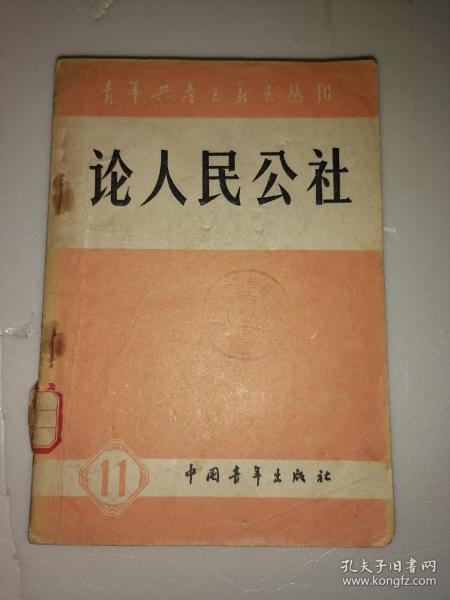 青年共产主义者丛刊
论人民公社
11
中国青年出版社
孔夫子旧书网
www.kongfz.com